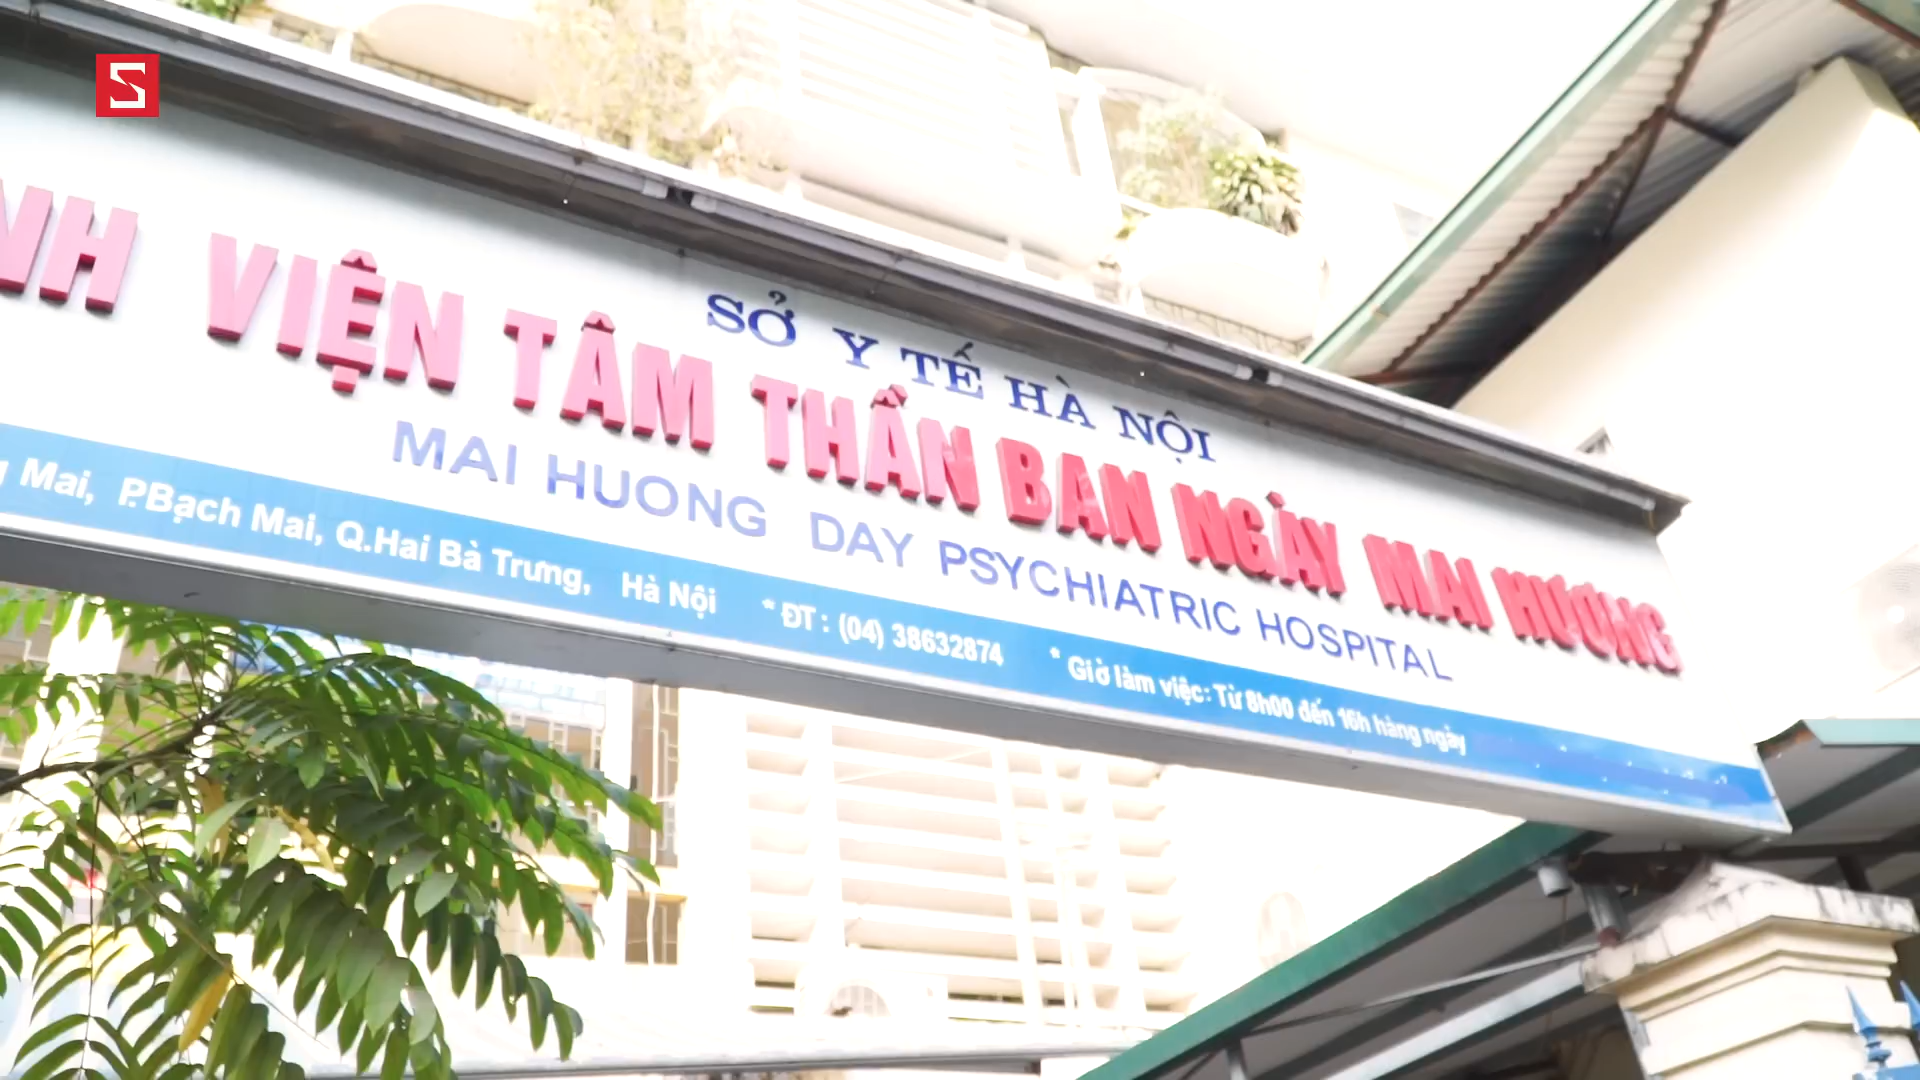 S
SỞ Y TẾ HÀ NỘI
NH VIỆN TÂM THẦN BAN NGÀY MAI HƯƠNG
MAI HUONG DAY PSYCHIATRIC HOSPITAL
Mai, P.Bạch Mai, Q.Hai Bà Trưng, Hà Nội * ĐT : (04) 38632874 * Giờ làm việc: Từ 8h00 đến 16h hàng ngày